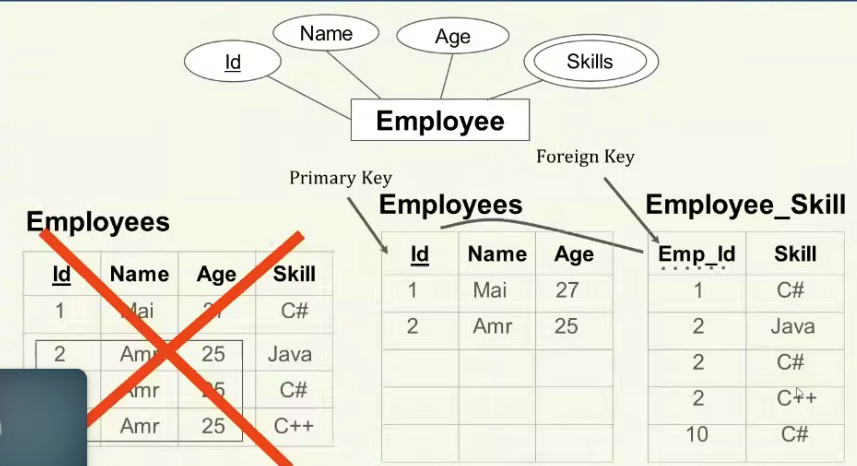 Name
Age
Id
Skills
Employee
Foreign Key
Primary Key
Employees
Employees
Employee_Skill
Id Name Age Skill
1 Mai 27 C#
2 Amr 25 Java
Amr 25 C#
Amr 25 C++
Id Name Age
1 Mai 27
2 Amr 25
Emp_Id Skill
1 C#
2 Java
2 C#
2 C++
10 C#